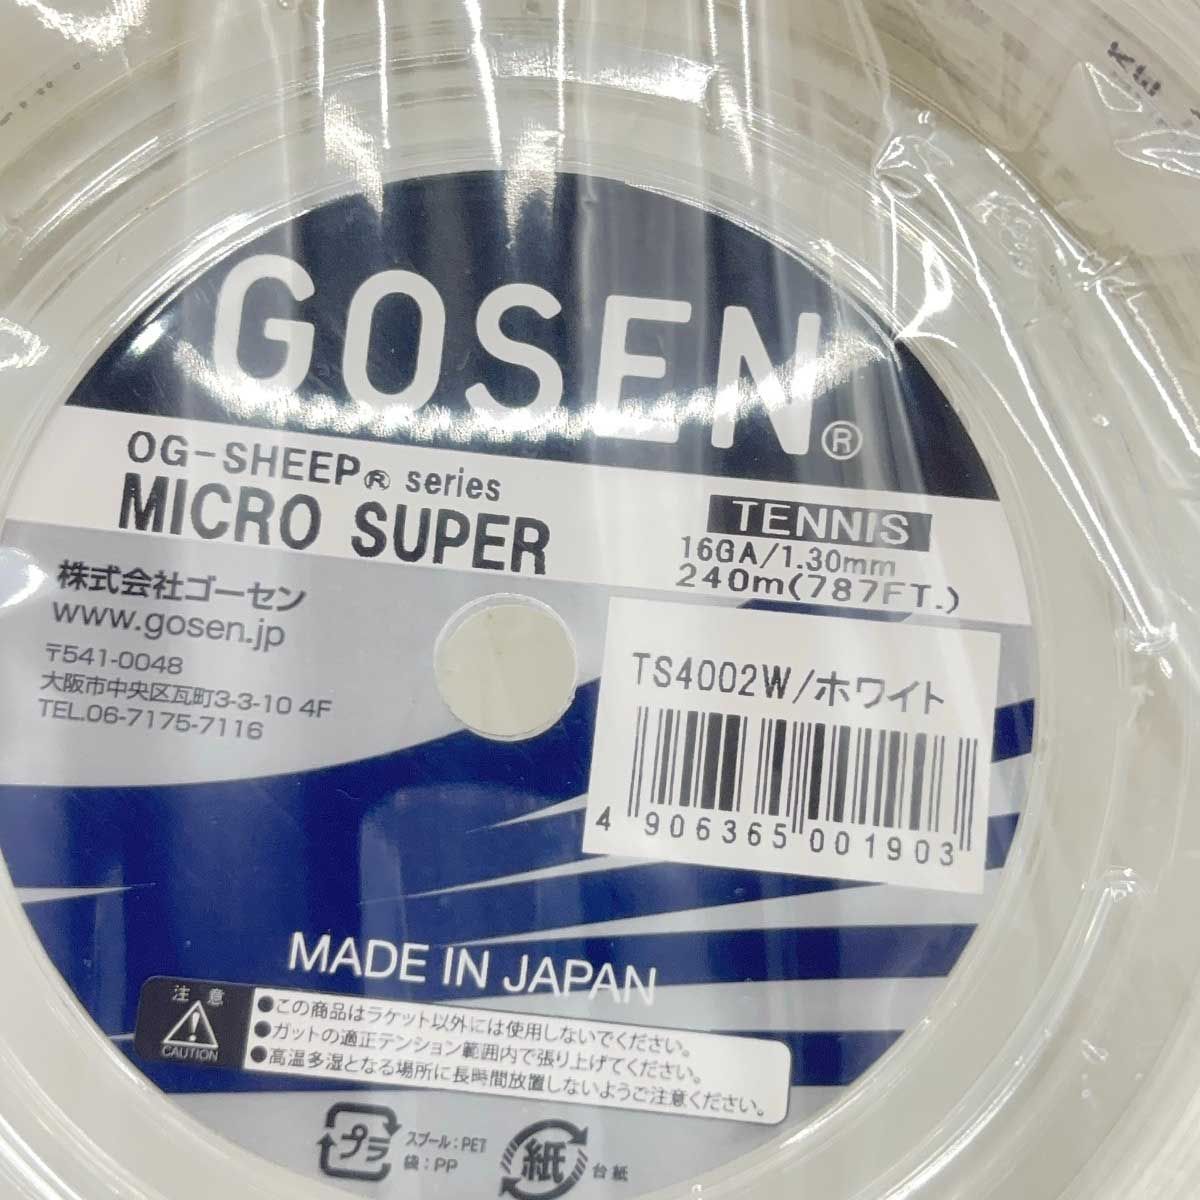 GOSEN®
OG-SHEEP® series
MICRO SUPER
TENNIS
16GA/1.30mm
240m(787FT.)
株式会社ゴーセン
www.gosen.jp
〒541-0048
大阪市中央区瓦町3-3-10 4F
TEL.06-7175-7116
TS4002W/ホワイト
4 906365 001903
MADE IN JAPAN
注意
CAUTION
●この商品はラケット以外には使用しないでください。
●ガットの適正テンション範囲内で張り上げてください。
●高温多湿となる場所に長時間放置しないようご注意ください。
プラ
スプール:PET
袋:PP
紙
台紙